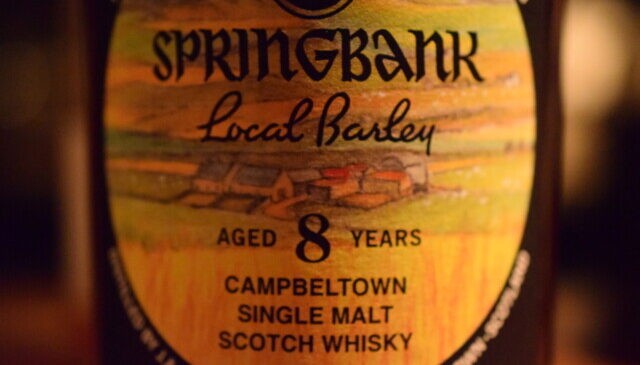 SPRINGBANK
Local Barley
AGED 8 YEARS
CAMPBELTOWN
SINGLE MALT
SCOTCH WHISKY